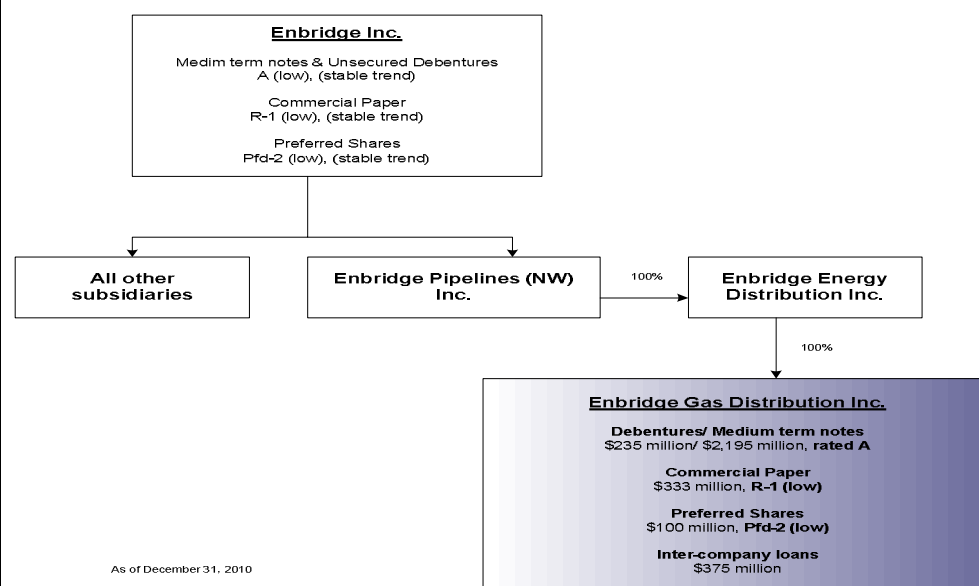 Enbridge Inc.
Medim term notes & Unsecured Debentures
A (low), (stable trend)
Commercial Paper
R-1 (low), (stable trend)
Preferred Shares
Pfd-2 (low), (stable trend)
All other
subsidiaries
Enbridge Pipelines (NW)
Inc.
100%
Enbridge Energy
Distribution Inc.
100%
Enbridge Gas Distribution Inc.
Debentures/ Medium term notes
$235 million/ $2,195 million, rated A
Commercial Paper
$333 million, R-1 (low)
Preferred Shares
$100 million, Pfd-2 (low)
Inter-company loans
$375 million
As of December 31, 2010